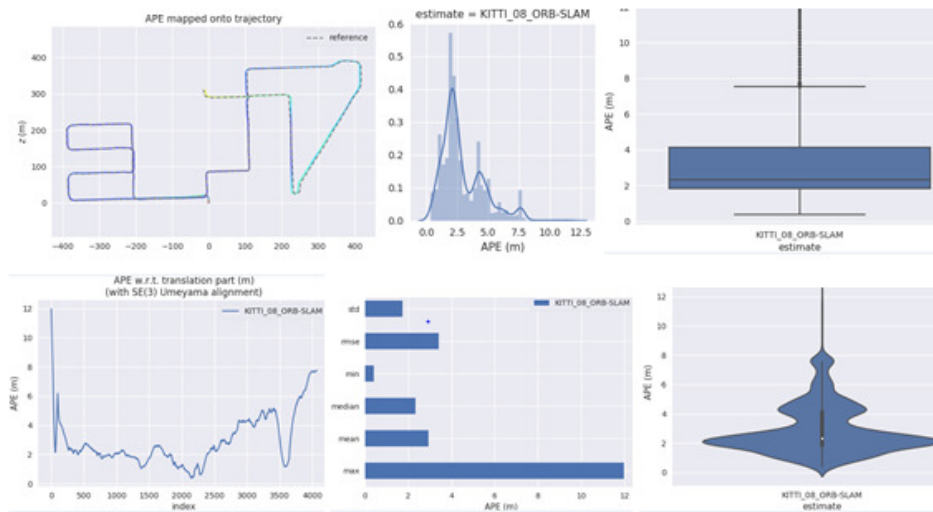 APE mapped onto trajectory
reference
z (m)
400
300
200
100
0
−400 −300 −200 −100 0 100 200 300 400
estimate = KITTI_08_ORB-SLAM
0.6
0.5
0.4
0.3
0.2
0.1
0.0
0.0 2.5 5.0 7.5 10.0 12.5
APE (m)
APE (m)
10
8
6
4
2
0
KITTI_08_ORB-SLAM
estimate
APE w.r.t. translation part (m)
(with SE(3) Umeyama alignment)
KITTI_08_ORB-SLAM
APE (m)
12
10
8
6
4
2
0
0 500 1000 1500 2000 2500 3000 3500 4000
index
KITTI_08_ORB-SLAM
std
rmse
min
median
mean
max
0 2 4 6 8 10 12
APE (m)
APE (m)
12
10
8
6
4
2
0
KITTI_08_ORB-SLAM
estimate